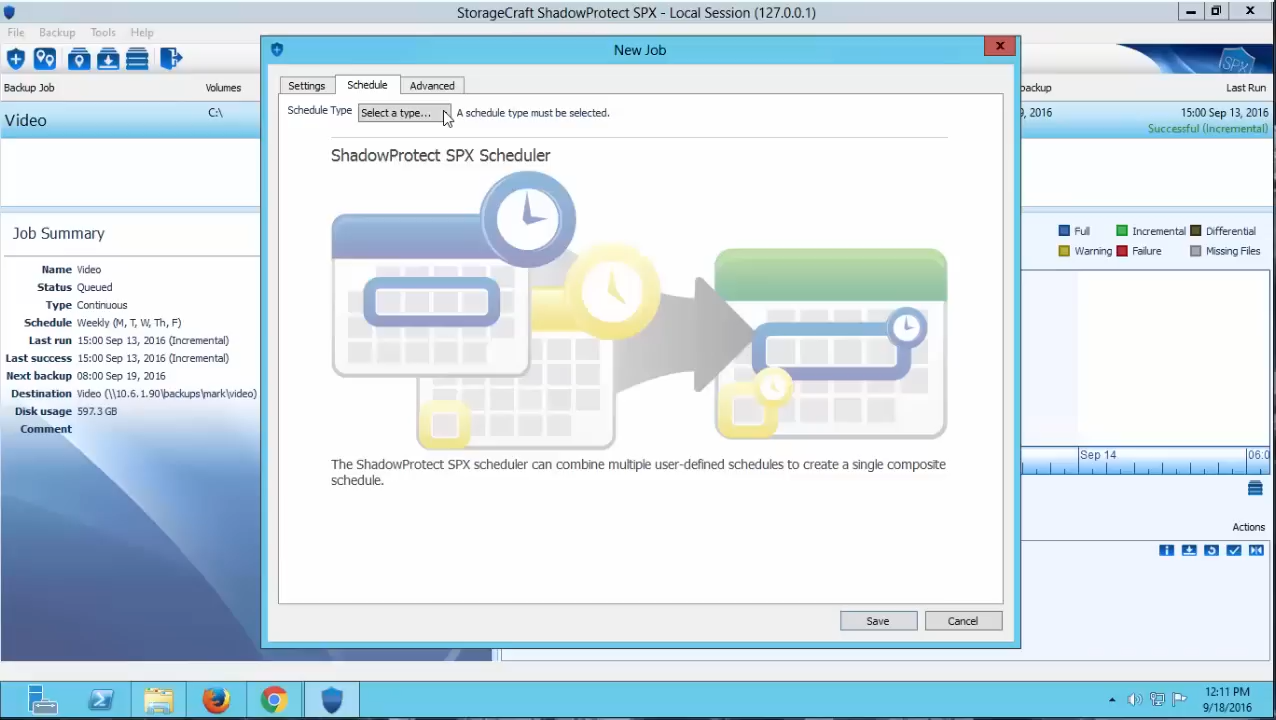 StorageCraft ShadowProtect SPX - Local Session (127.0.0.1)
File Backup Tools Help
New Job
SPX
Backup Job
Volumes
Last Run
Video
C:\
9, 2016
15:00 Sep 13, 2016
Successful (Incremental)
Settings
Schedule
Advanced
Schedule Type
Select a type...
A schedule type must be selected.
ShadowProtect SPX Scheduler
The ShadowProtect SPX scheduler can combine multiple user-defined schedules to create a single composite
schedule.
Save
Cancel
Job Summary
Name Video
Status Queued
Type Continuous
Schedule Weekly (M, T, W, Th, F)
Last run 15:00 Sep 13, 2016 (Incremental)
Last success 15:00 Sep 13, 2016 (Incremental)
Next backup 08:00 Sep 19, 2016
Destination Video (\\10.6.1.90\backups\mark\video)
Disk usage 597.3 GB
Comment
Full Incremental Differential
Warning Failure Missing Files
Sep 14
06:0
Actions
12:11 PM
9/18/2016